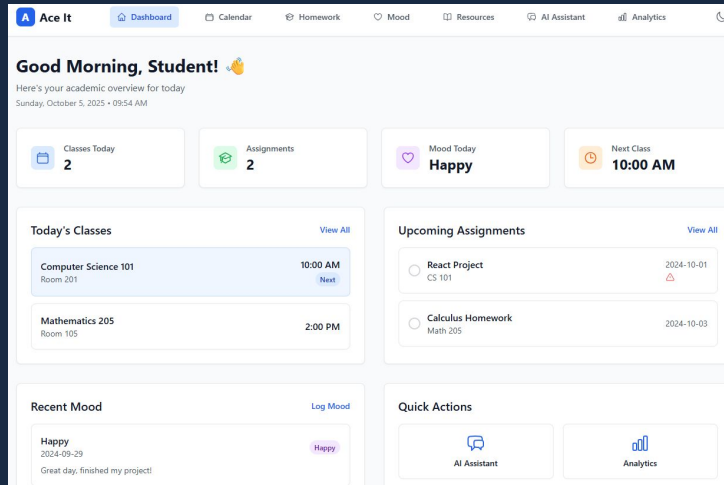 A Ace It
Dashboard
Calendar
Homework
Mood
Resources
AI Assistant
Analytics
Good Morning, Student! 👋
Here's your academic overview for today
Sunday, October 5, 2025 • 09:54 AM
Classes Today
2
Assignments
2
Mood Today
Happy
Next Class
10:00 AM
Today's Classes
View All
Computer Science 101
Room 201
10:00 AM
Next
Mathematics 205
Room 105
2:00 PM
Upcoming Assignments
View All
React Project
CS 101
2024-10-01
Calculus Homework
Math 205
2024-10-03
Recent Mood
Log Mood
Happy
2024-09-29
Great day, finished my project!
Happy
Quick Actions
AI Assistant
Analytics